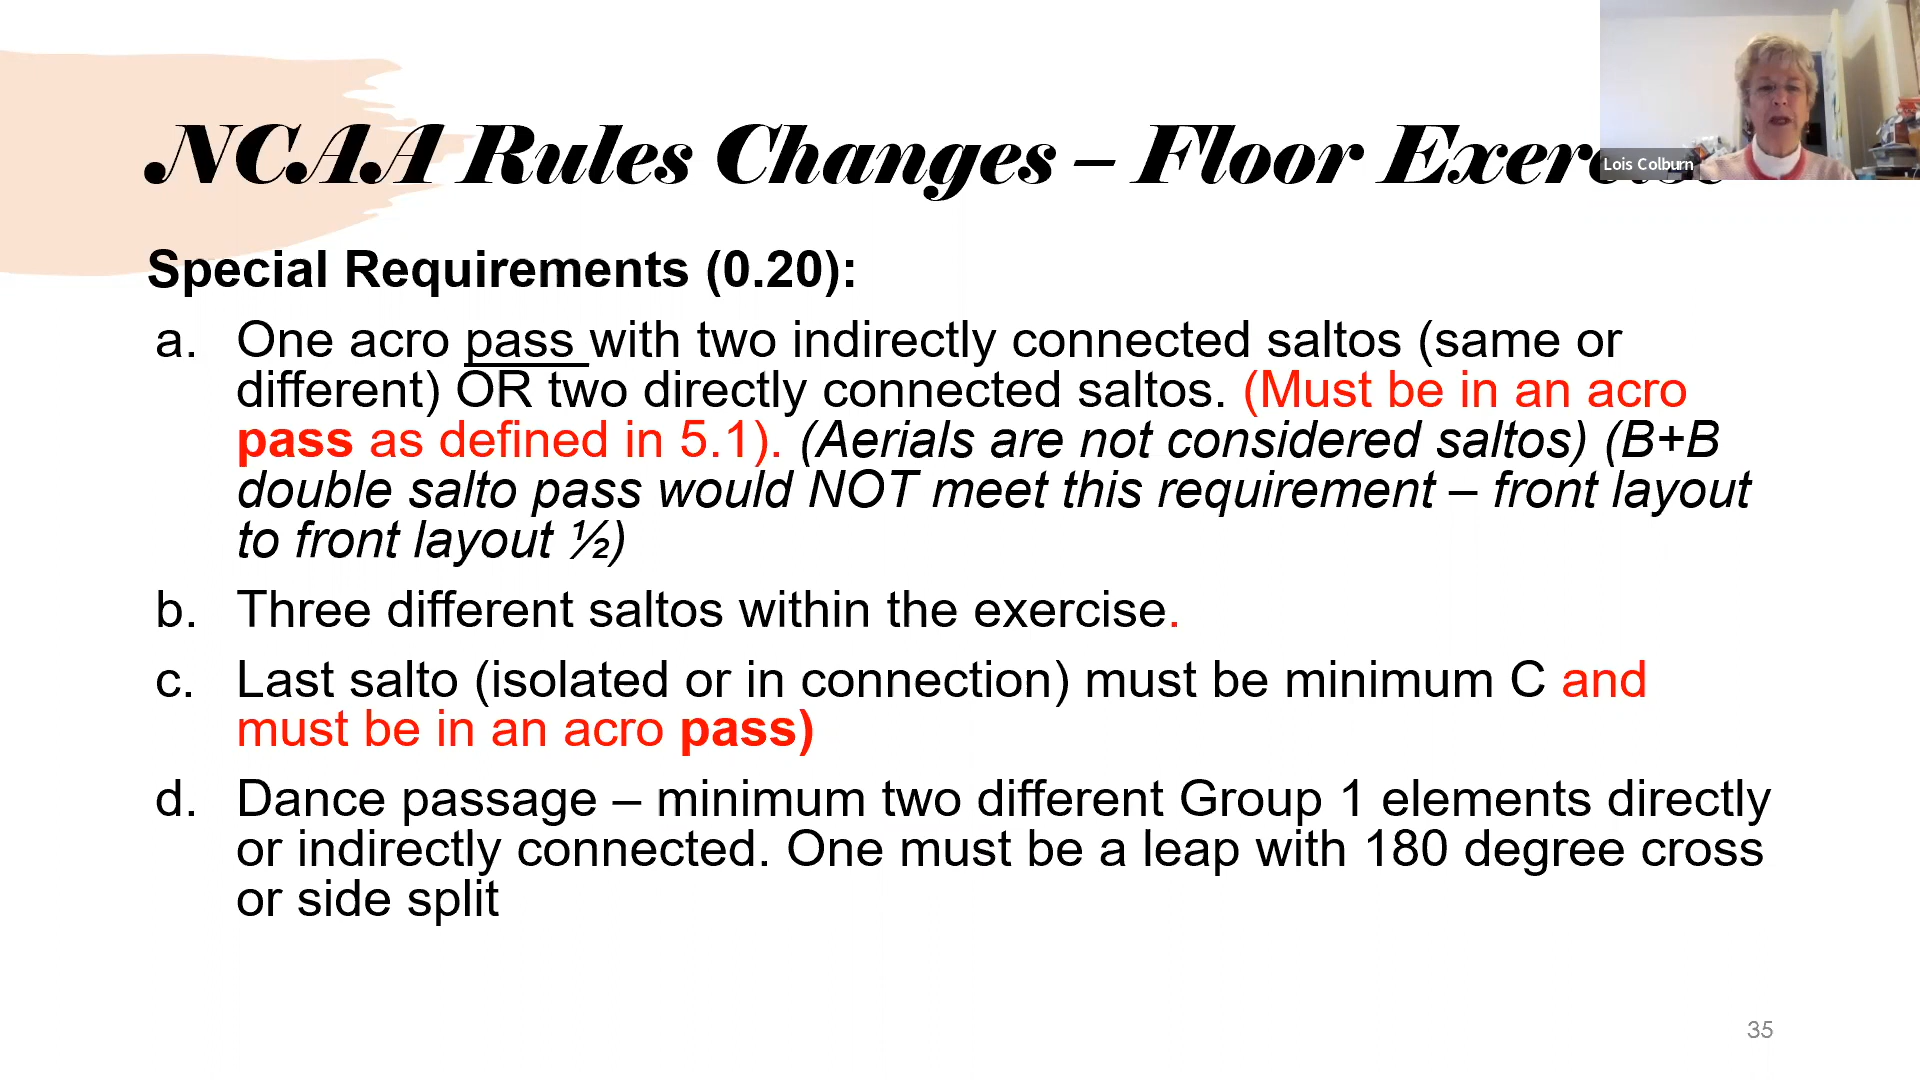 NCAA Rules Changes – Floor Exercise
Lois Colburn
Special Requirements (0.20):
a. One acro pass with two indirectly connected saltos (same or
different) OR two directly connected saltos. (Must be in an acro
pass as defined in 5.1). (Aerials are not considered saltos) (B+B
double salto pass would NOT meet this requirement – front layout
to front layout ½)
b. Three different saltos within the exercise.
c. Last salto (isolated or in connection) must be minimum C and
must be in an acro pass)
d. Dance passage – minimum two different Group 1 elements directly
or indirectly connected. One must be a leap with 180 degree cross
or side split
35